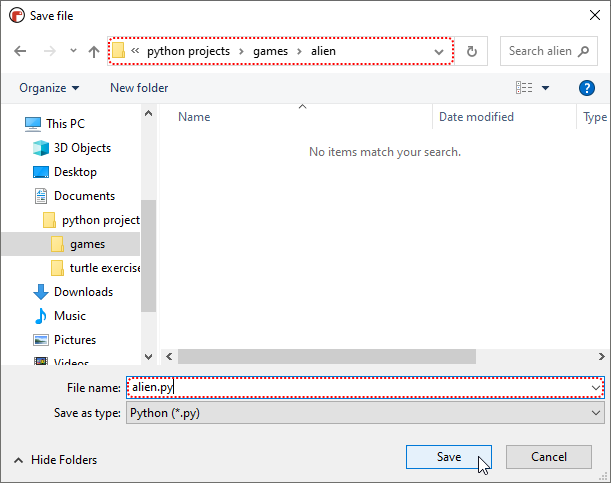 Save file
« python projects > games > alien
Search alien
Organize
New folder
?
Name
Date modified
Type
No items match your search.
This PC
3D Objects
Desktop
Documents
python project
games
turtle exercise
Downloads
Music
Pictures
Videos
File name: alien.py
Save as type: Python (*.py)
Hide Folders
Save
Cancel